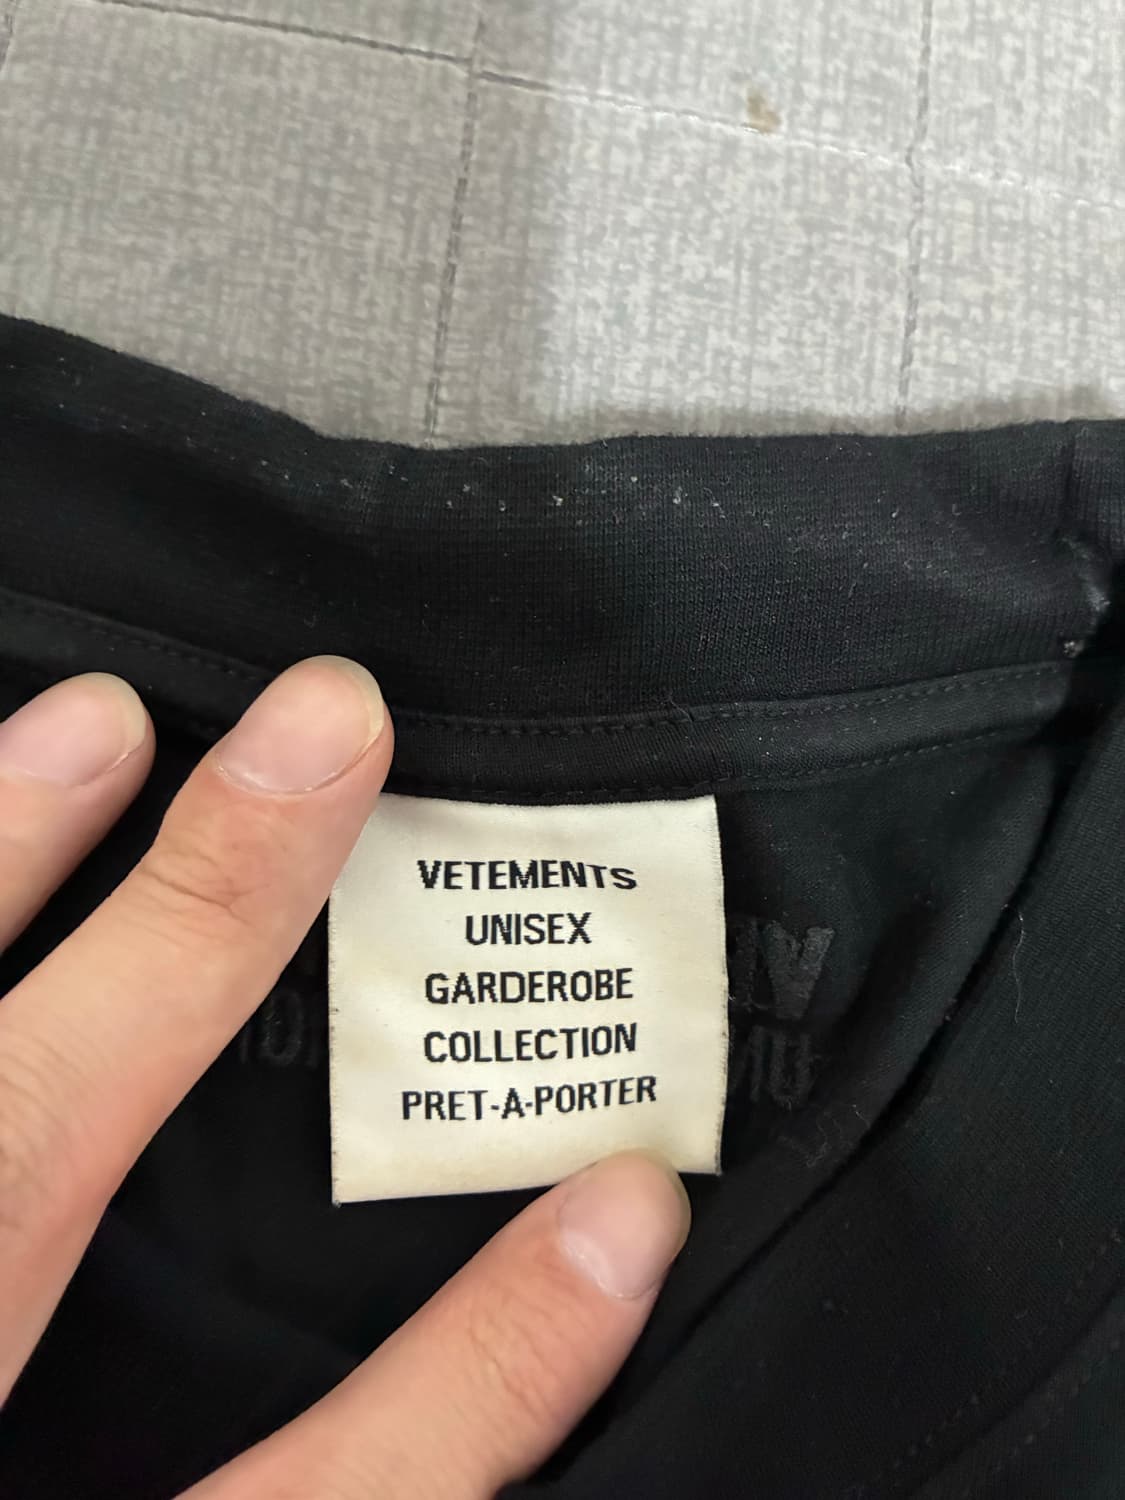 VETEMENTS
UNISEX
GARDEROBE
COLLECTION
PRET-A-PORTER